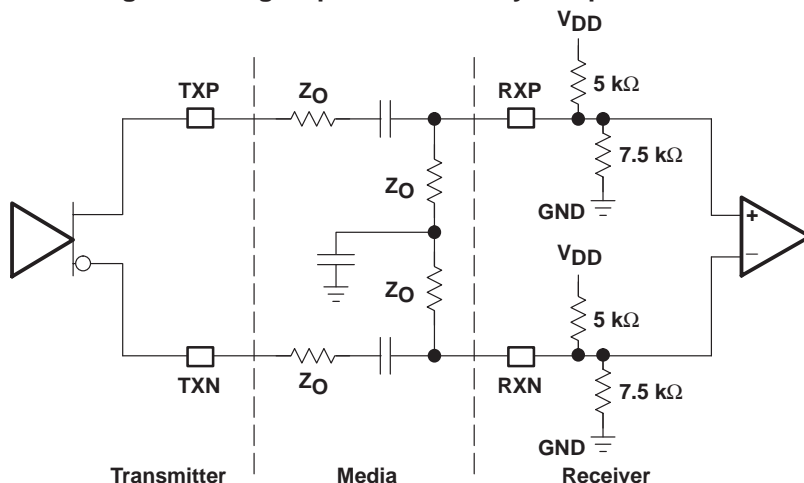 VDD
TXP
ZO
RXP
5 kΩ
7.5 kΩ
ZO
GND
+
VDD
−
ZO
5 kΩ
TXN
ZO
RXN
7.5 kΩ
GND
Transmitter
Media
Receiver